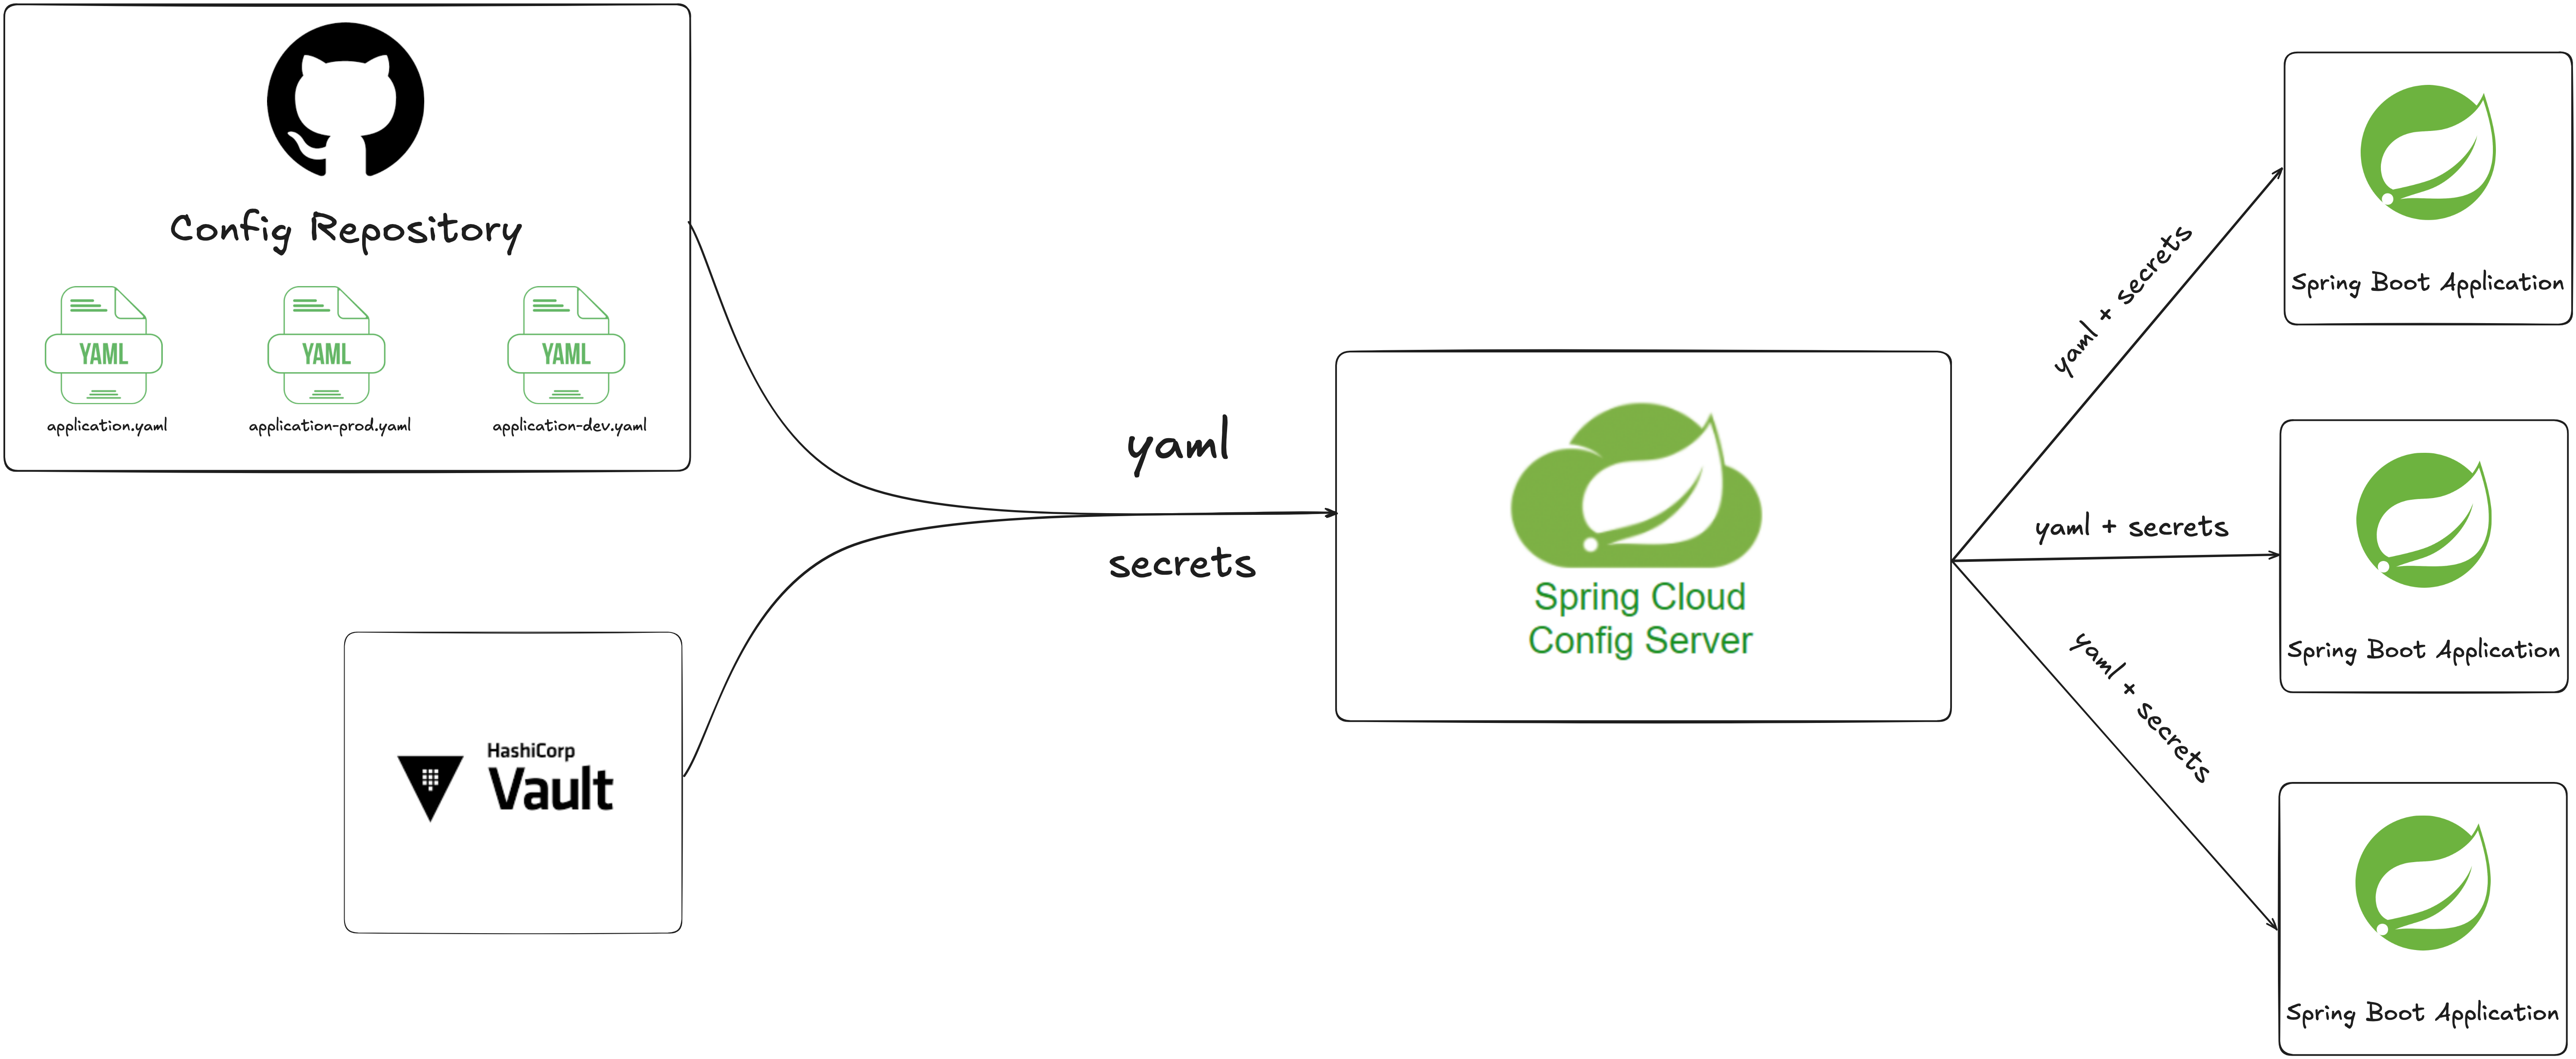 Config Repository
YAML
YAML
YAML
application.yaml
application-prod.yaml
application-dev.yaml
HashiCorp
Vault
yaml
secrets
Spring Cloud
Config Server
yaml + secrets
yaml + secrets
yaml + secrets
Spring Boot Application
Spring Boot Application
Spring Boot Application